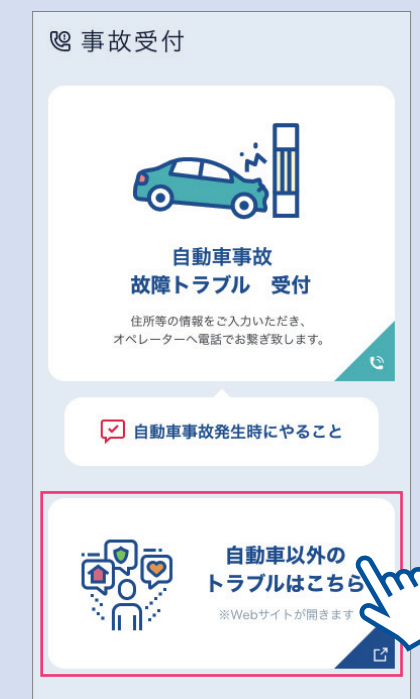 事故受付
自動車事故
故障トラブル　受付
住所等の情報をご入力いただき、
オペレーターへ電話でお繋ぎ致します。
自動車事故発生時にやること
自動車以外の
トラブルはこちら
※Webサイトが開きます